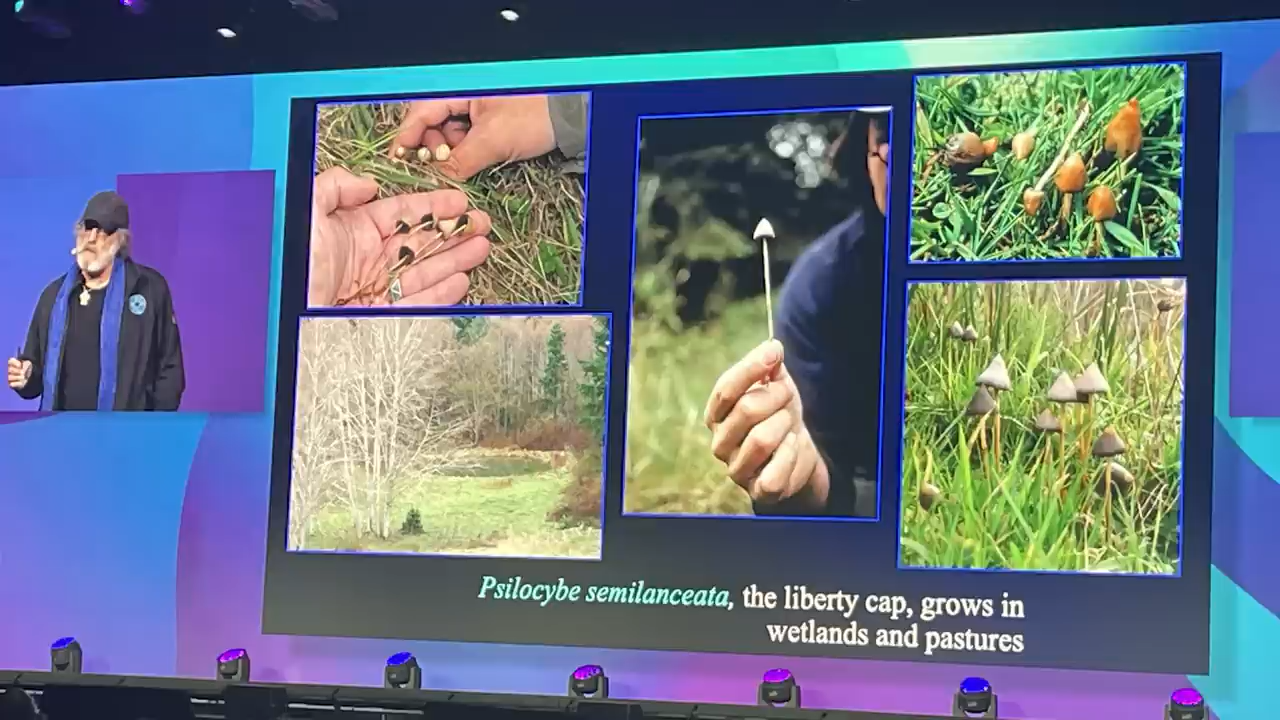 Psilocybe semilanceata, the liberty cap, grows in
wetlands and pastures